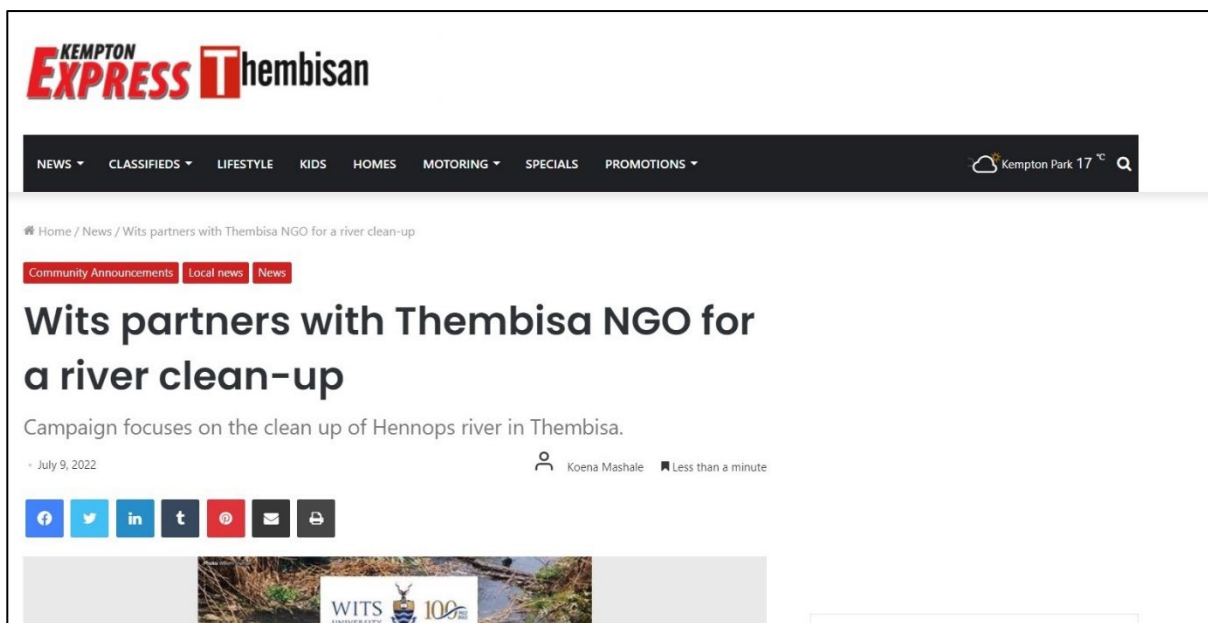 KEMPTON
EXPRESS Thembisan
NEWS CLASSIFIEDS LIFESTYLE KIDS HOMES MOTORING SPECIALS PROMOTIONS Kempton Park 17 °C
Home / News / Wits partners with Thembisa NGO for a river clean-up
Community Announcements Local news News
Wits partners with Thembisa NGO for
a river clean-up
Campaign focuses on the clean up of Hennops river in Thembisa.
July 9, 2022 Koena Mashale Less than a minute
WITS 100
UNIVERSITY